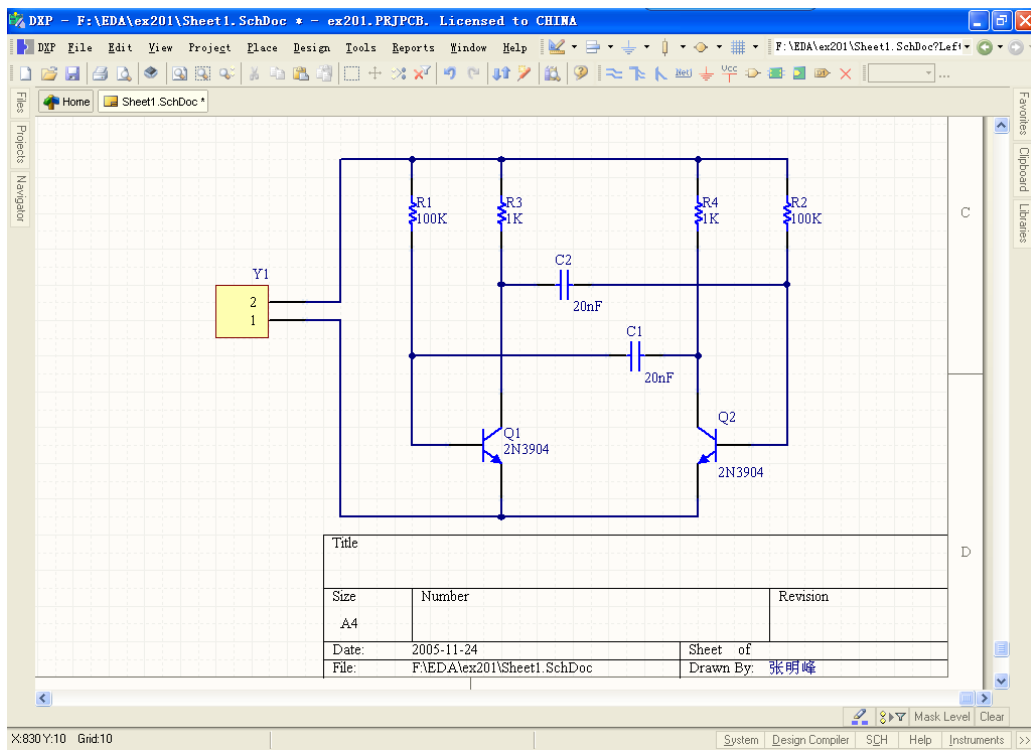 DXP - F:\EDA\ex201\Sheet1.SchDoc * - ex201.PRJPCB. Licensed to CHINA
DXP File Edit View Project Place Design Tools Reports Window Help F:\EDA\ex201\Sheet1.SchDoc?Left
Net Vcc ...
Home Sheet1.SchDoc *
Files
Projects
Navigator
Favorites
Clipboard
Libraries
C
R1
100K
R3
1K
R4
1K
R2
100K
C2
20nF
Y1
2
1
C1
20nF
Q1
2N3904
Q2
2N3904
D
Title
Size Number Revision
A4
Date: 2005-11-24 Sheet of
File: F:\EDA\ex201\Sheet1.SchDoc Drawn By: 张明峰
Mask Level Clear
X:830 Y:10 Grid:10 System Design Compiler SCH Help Instruments >>